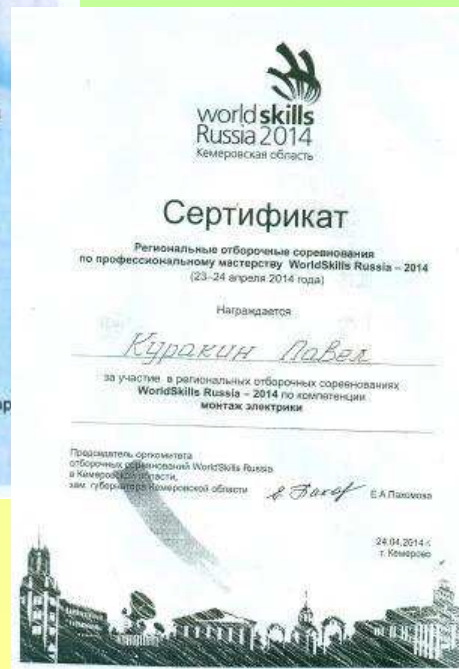 world skills
Russia 2014
Кемеровская область
Сертификат
Региональные отборочные соревнования
по профессиональному мастерству WorldSkills Russia – 2014
(23–24 апреля 2014 года)
Награждается
Куракин Павел
за участие в региональных отборочных соревнованиях
WorldSkills Russia – 2014 по компетенции
монтаж электрики
Председатель оргкомитета
отборочных соревнований WorldSkills Russia
в Кемеровской области,
зам. губернатора Кемеровской области
Е.А.Пахомова
24.04.2014 г.
г. Кемерово